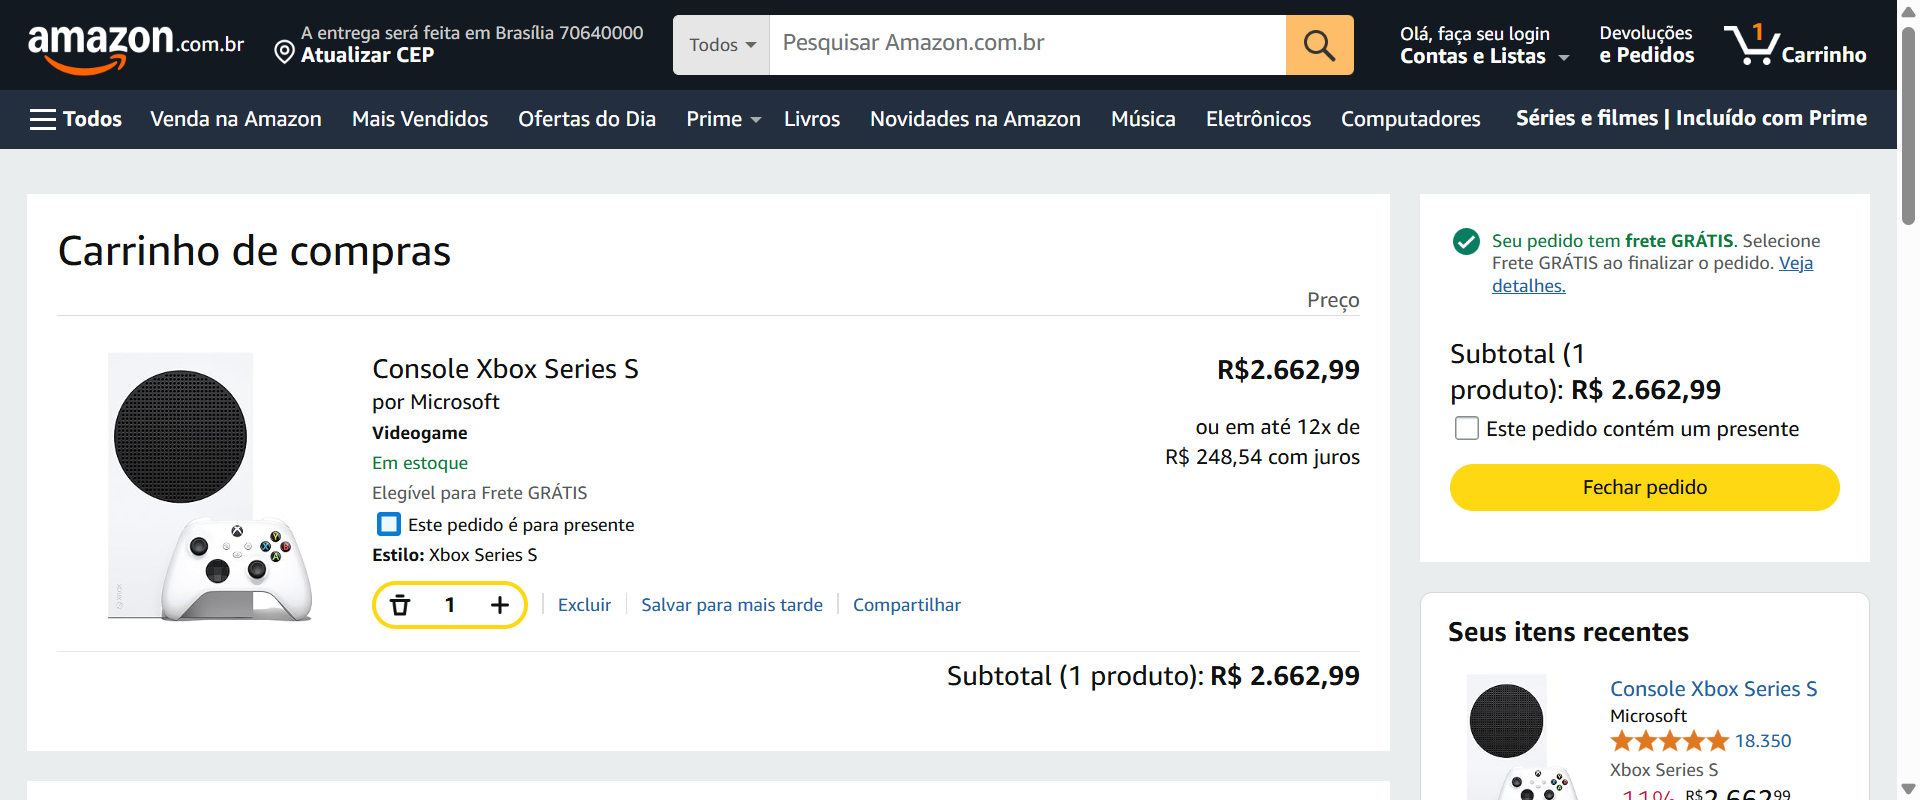 amazon.com.br
A entrega será feita em Brasília 70640000
Atualizar CEP
Todos
Pesquisar Amazon.com.br
Olá, faça seu login
Contas e Listas
Devoluções
e Pedidos
1
Carrinho
Todos
Venda na Amazon
Mais Vendidos
Ofertas do Dia
Prime
Livros
Novidades na Amazon
Música
Eletrônicos
Computadores
Séries e filmes | Incluído com Prime
Carrinho de compras
Preço
Console Xbox Series S
por Microsoft
Videogame
Em estoque
Elegível para Frete GRÁTIS
Este pedido é para presente
Estilo: Xbox Series S
1
Excluir
Salvar para mais tarde
Compartilhar
R$2.662,99
ou em até 12x de
R$ 248,54 com juros
Subtotal (1 produto): R$ 2.662,99
Seu pedido tem frete GRÁTIS. Selecione
Frete GRÁTIS ao finalizar o pedido. Veja
detalhes.
Subtotal (1
produto): R$ 2.662,99
Este pedido contém um presente
Fechar pedido
Seus itens recentes
Console Xbox Series S
Microsoft
18.350
Xbox Series S
-11% R$2.66299